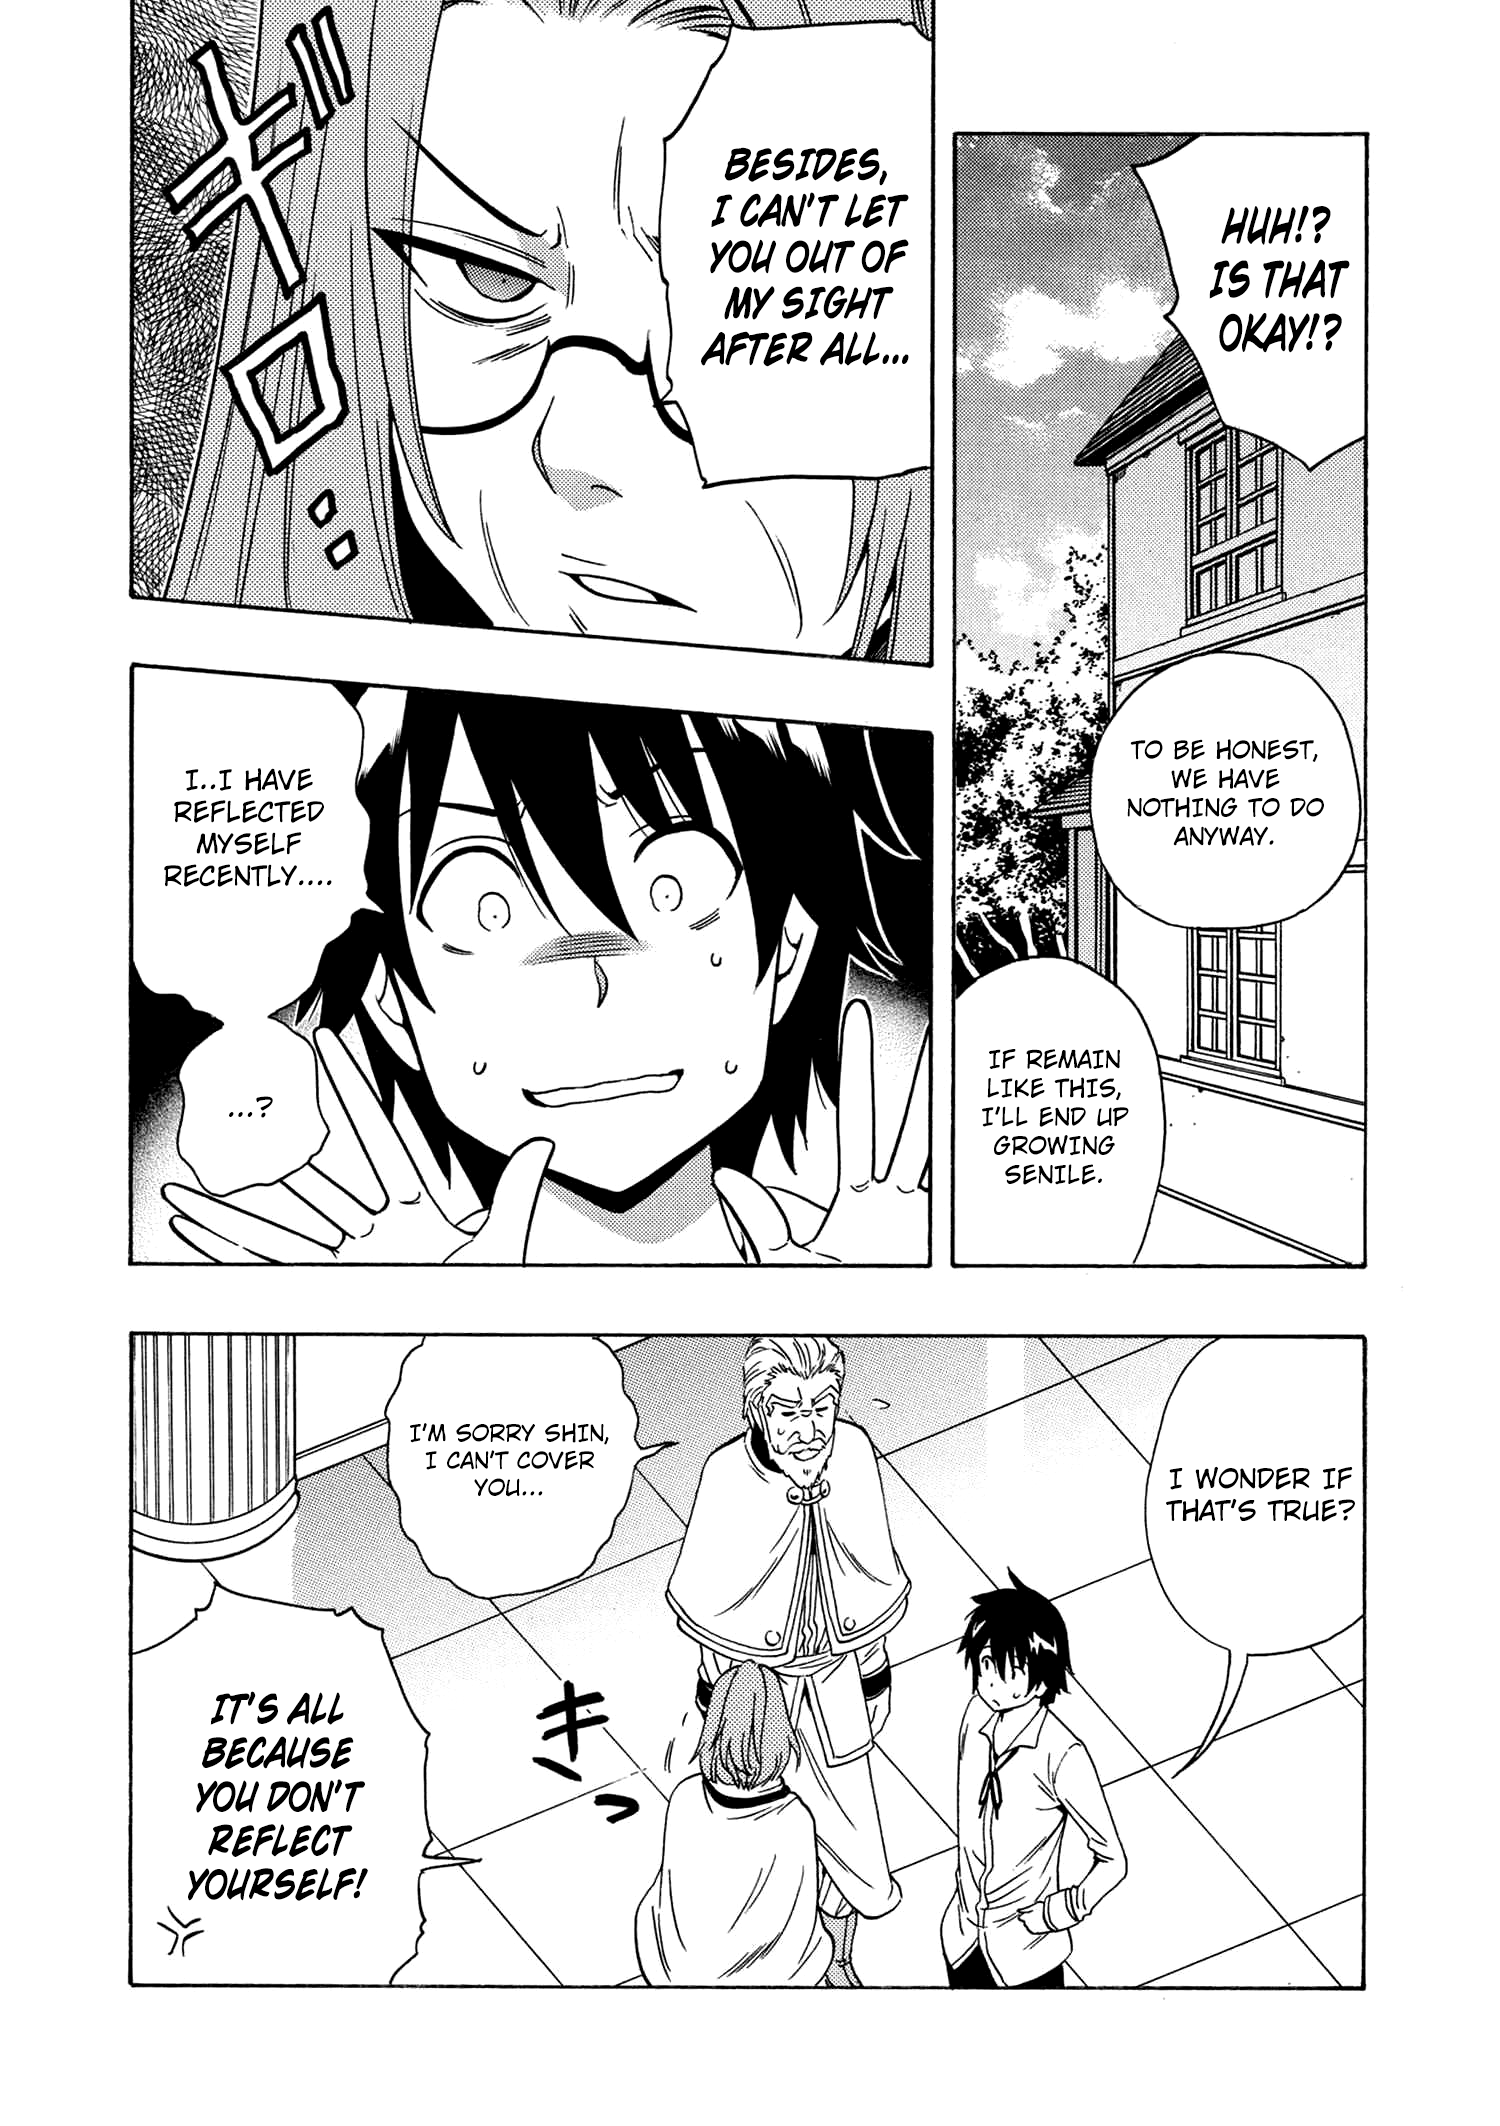 HUH!?
IS THAT
OKAY!?
TO BE HONEST,
WE HAVE
NOTHING TO DO
ANYWAY.
IF REMAIN
LIKE THIS,
I'LL END UP
GROWING
SENILE.
BESIDES,
I CAN'T LET
YOU OUT OF
MY SIGHT
AFTER ALL...
ギロ
I..I HAVE
REFLECTED
MYSELF
RECENTLY....
...?
I WONDER IF
THAT'S TRUE?
I'M SORRY SHIN,
I CAN'T COVER
YOU...
きっ
IT'S ALL
BECAUSE
YOU DON'T
REFLECT
YOURSELF!